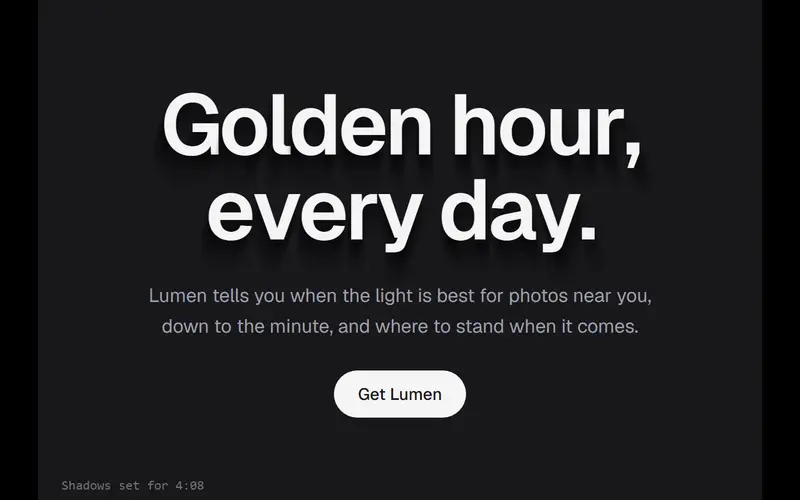 Golden hour,
every day.
Lumen tells you when the light is best for photos near you,
down to the minute, and where to stand when it comes.
Get Lumen
Shadows set for 4:08